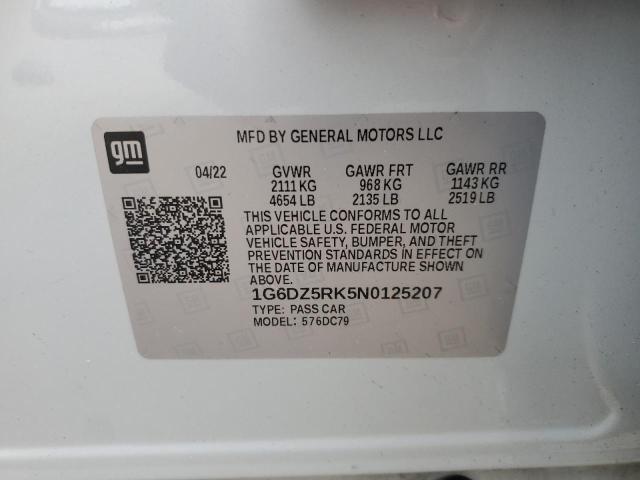 gm
MFD BY GENERAL MOTORS LLC
04/22 GVWR GAWR FRT GAWR RR
2111 KG 968 KG 1143 KG
4654 LB 2135 LB 2519 LB
THIS VEHICLE CONFORMS TO ALL
APPLICABLE U.S. FEDERAL MOTOR
VEHICLE SAFETY, BUMPER, AND THEFT
PREVENTION STANDARDS IN EFFECT ON
THE DATE OF MANUFACTURE SHOWN
ABOVE.
1G6DZ5RK5N0125207
TYPE: PASS CAR
MODEL: 576DC79